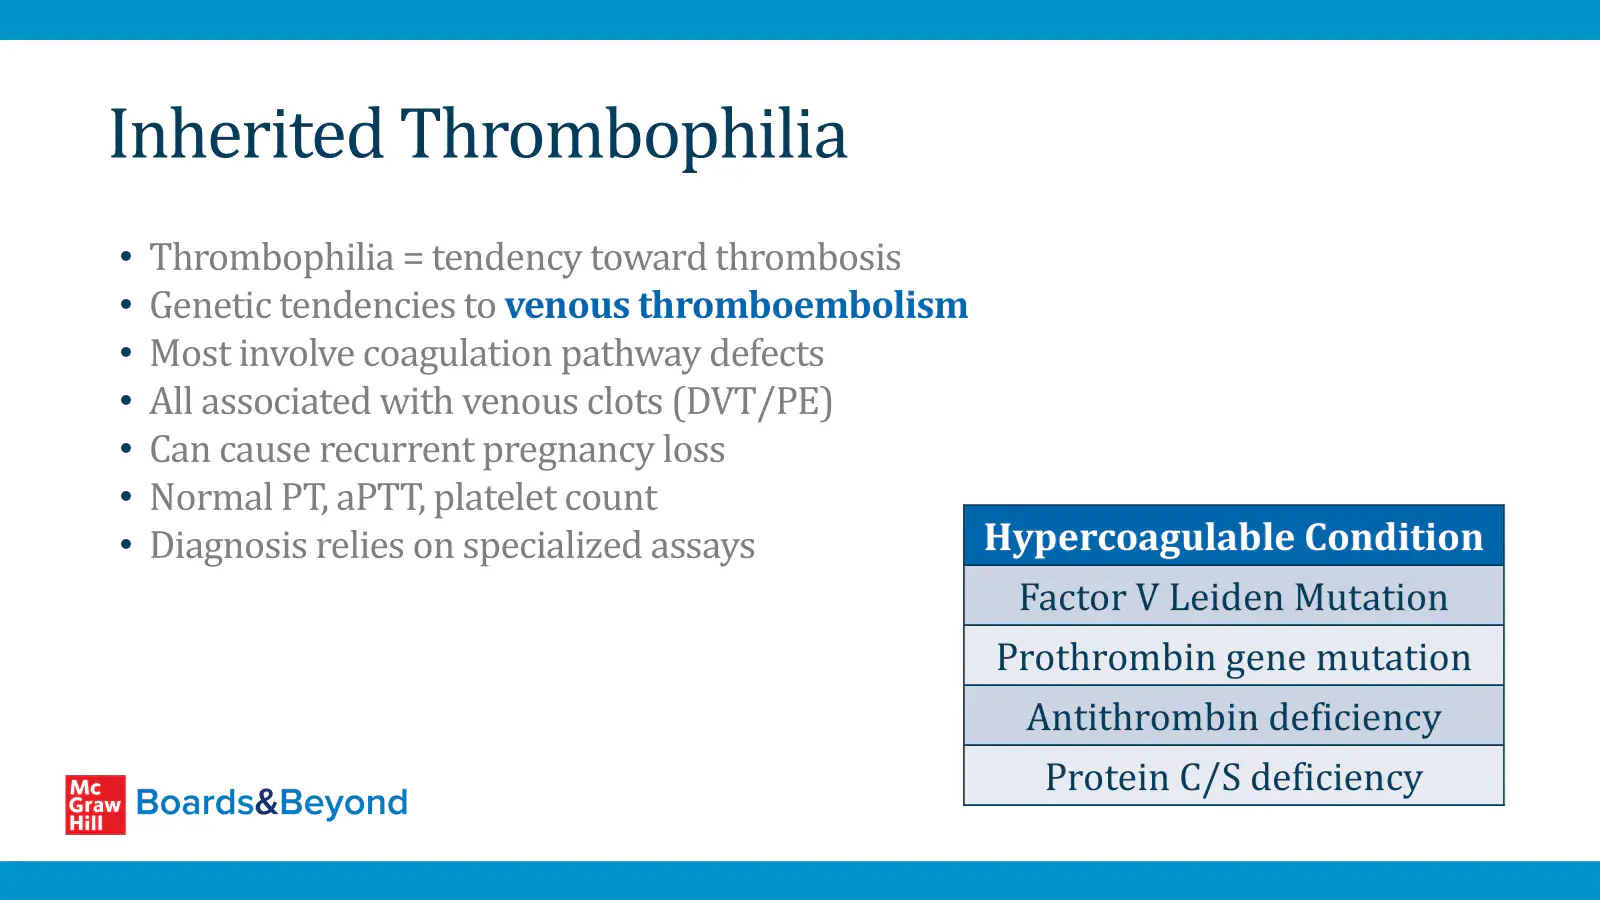 Inherited Thrombophilia
• Thrombophilia = tendency toward thrombosis
• Genetic tendencies to venous thromboembolism
• Most involve coagulation pathway defects
• All associated with venous clots (DVT/PE)
• Can cause recurrent pregnancy loss
• Normal PT, aPTT, platelet count
• Diagnosis relies on specialized assays
Hypercoagulable Condition
Factor V Leiden Mutation
Prothrombin gene mutation
Antithrombin deficiency
Protein C/S deficiency
Mc
Graw
Hill
Boards&Beyond